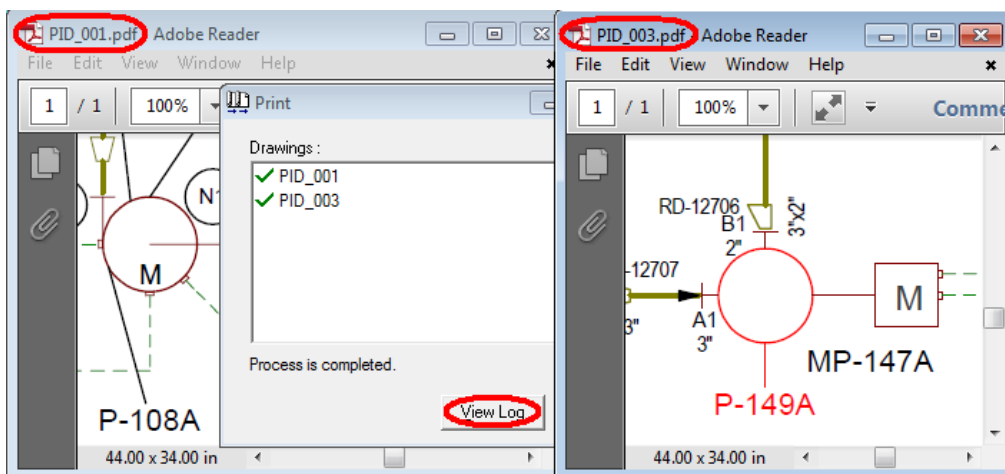 PID_001.pdf - Adobe Reader
File Edit View Window Help
1 / 1 100%
N1
M
P-108A
44.00 x 34.00 in
Print
Drawings :
PID_001
PID_003
Process is completed.
View Log
PID_003.pdf - Adobe Reader
File Edit View Window Help
1 / 1 100% Comme
RD-12706
B1
3"x2"
2"
-12707
3"
A1
3"
M
MP-147A
P-149A
44.00 x 34.00 in